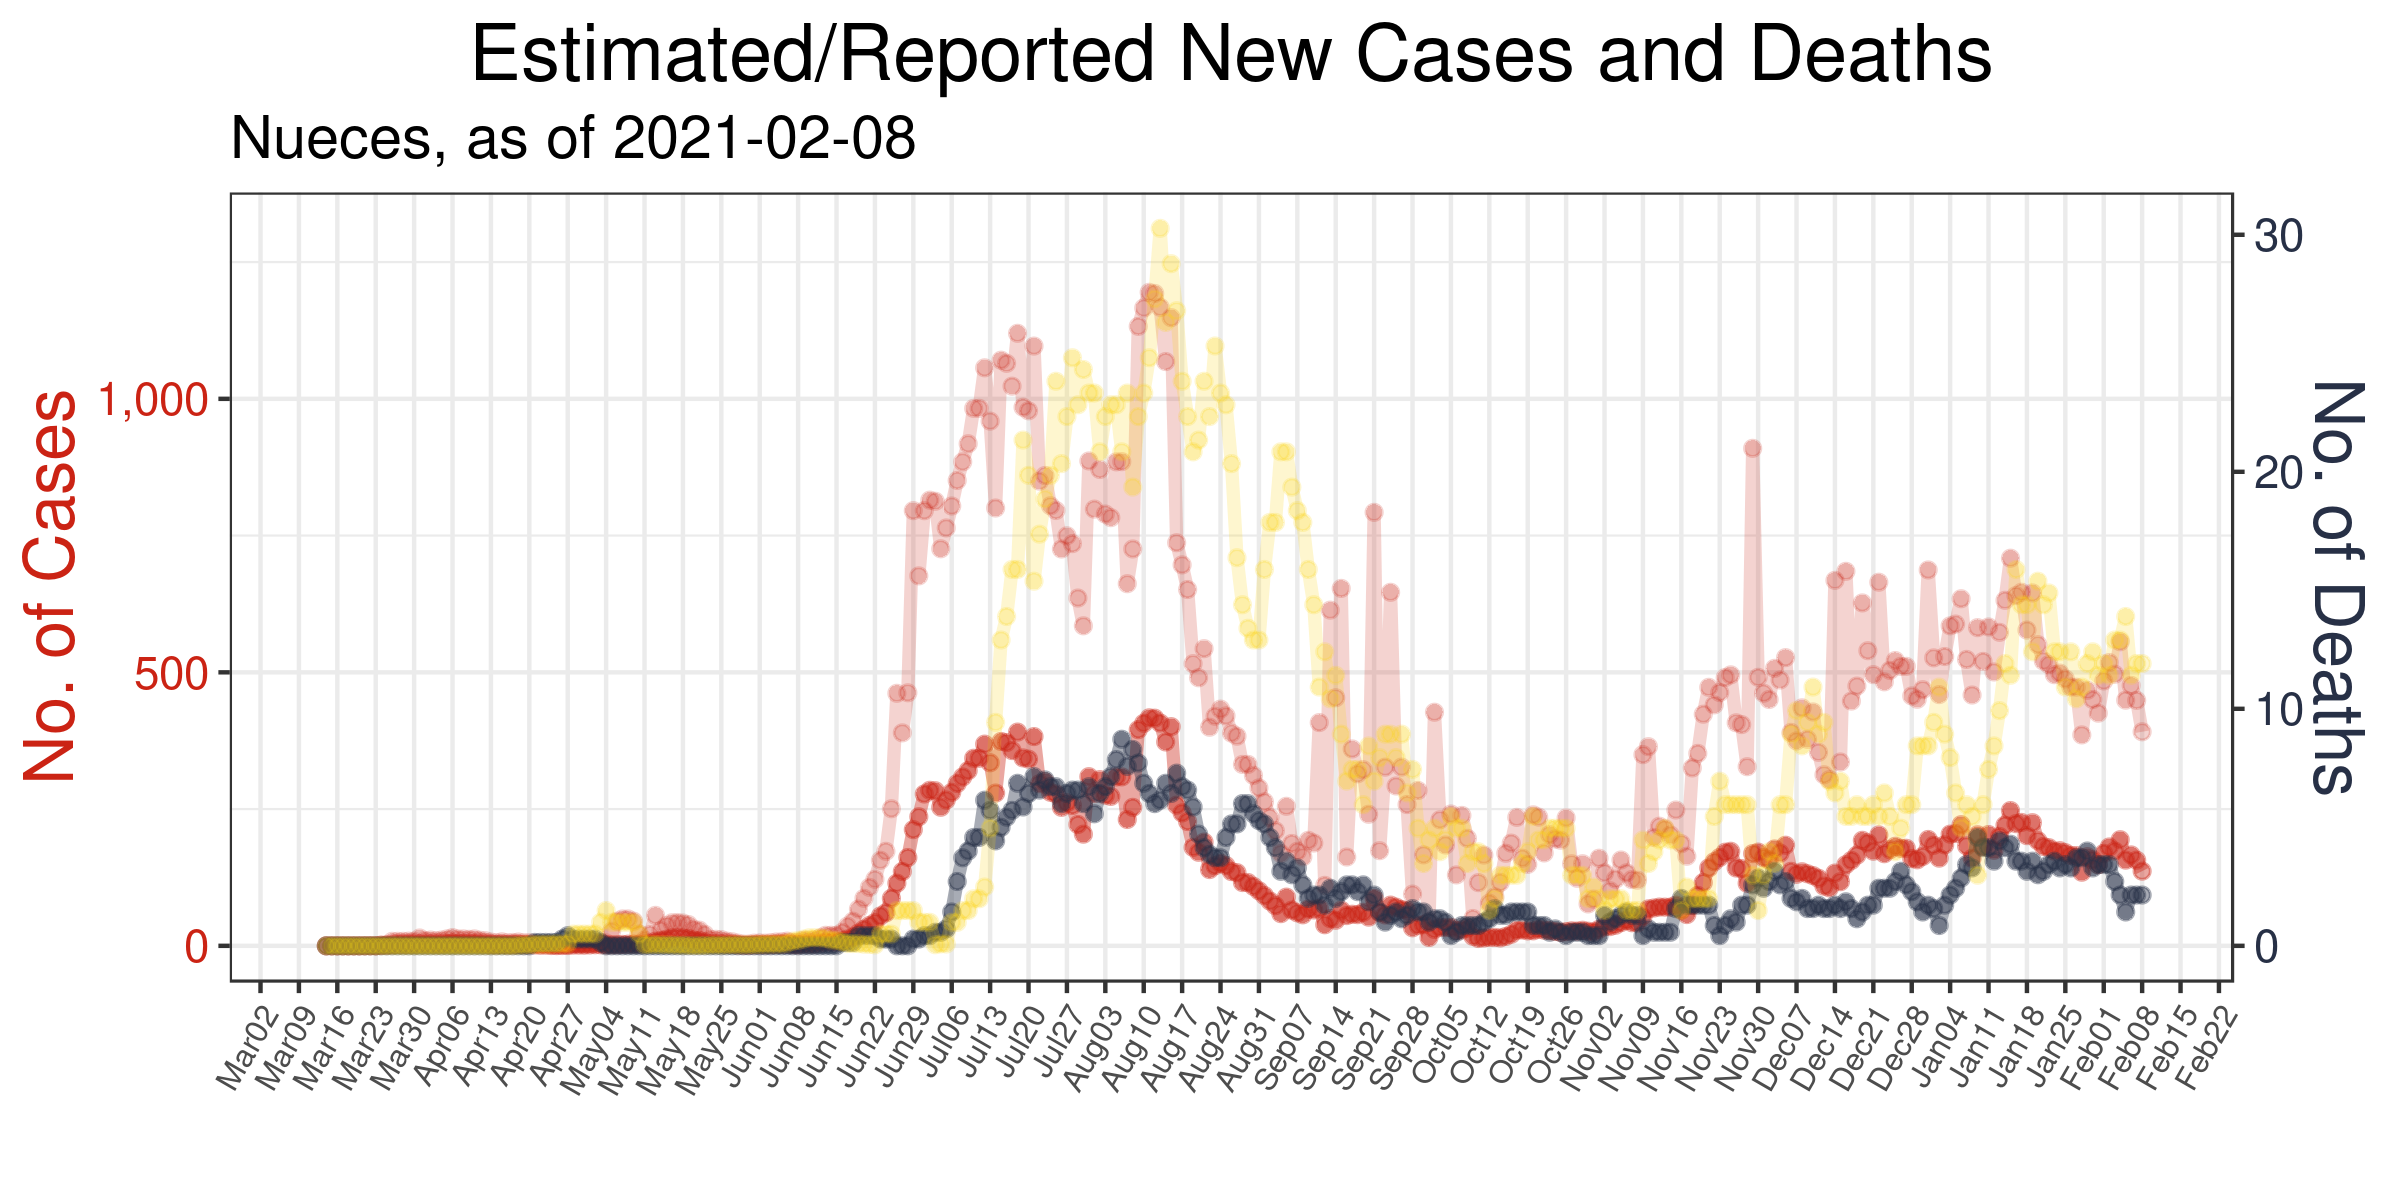 Estimated/Reported New Cases and Deaths
Nueces, as of 2021-02-08
No. of Cases
1,000
500
0
30
20
10
0
No. of Deaths
Mar02
Mar09
Mar16
Mar23
Mar30
Apr06
Apr13
Apr20
Apr27
May04
May11
May18
May25
Jun01
Jun08
Jun15
Jun22
Jun29
Jul06
Jul13
Jul20
Jul27
Aug03
Aug10
Aug17
Aug24
Aug31
Sep07
Sep14
Sep21
Sep28
Oct05
Oct12
Oct19
Oct26
Nov02
Nov09
Nov16
Nov23
Nov30
Dec07
Dec14
Dec21
Dec28
Jan04
Jan11
Jan18
Jan25
Feb01
Feb08
Feb15
Feb22